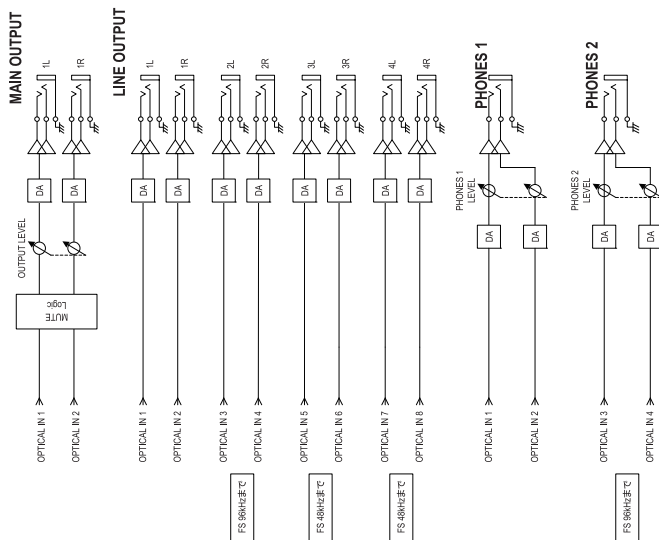 MAIN OUTPUT
OUTPUT LEVEL
OPTICAL IN 1
MUTE
Logic
DA
1L
OPTICAL IN 2
DA
1R
LINE OUTPUT
OPTICAL IN 1
DA
1L
OPTICAL IN 2
DA
1R
OPTICAL IN 3
DA
2L
FS 96kHzまで
OPTICAL IN 4
DA
2R
OPTICAL IN 5
DA
3L
FS 48kHzまで
OPTICAL IN 6
DA
3R
OPTICAL IN 7
DA
4L
FS 48kHzまで
OPTICAL IN 8
DA
4R
PHONES 1
PHONES 1
LEVEL
OPTICAL IN 1
DA
OPTICAL IN 2
DA
PHONES 2
PHONES 2
LEVEL
OPTICAL IN 3
DA
FS 96kHzまで
OPTICAL IN 4
DA